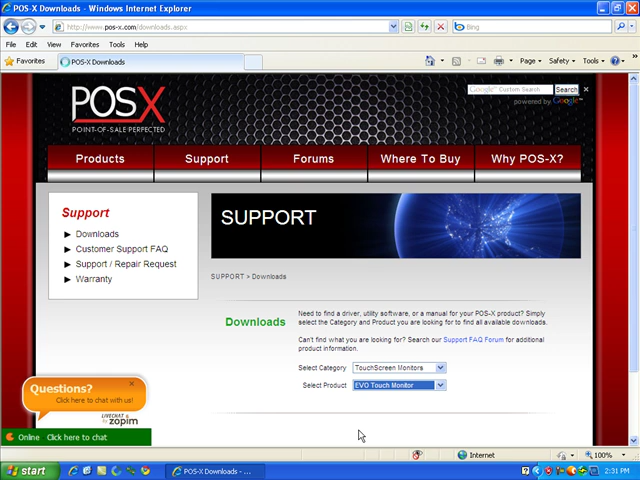 POS-X Downloads - Windows Internet Explorer
http://www.pos-x.com/downloads.aspx
Bing
File Edit View Favorites Tools Help
Favorites POS-X Downloads Page Safety Tools
POSX
POINT-OF-SALE PERFECTED
Google™ Custom Search Search
powered by Google™
Products Support Forums Where To Buy Why POS-X?
Support
Downloads
Customer Support FAQ
Support / Repair Request
Warranty
SUPPORT
SUPPORT > Downloads
Downloads
Need to find a driver, utility software, or a manual for your POS-X product? Simply
select the Category and Product you are looking for to find all available downloads.
Can't find what you are looking for? Search our Support FAQ Forum for additional
product information.
Select Category TouchScreen Monitors
Select Product EVO Touch Monitor
Questions?
Click here to chat with us!
LIVECHAT by
zopim
Online Click here to chat
Internet 100%
start POS-X Downloads - ... 2:31 PM